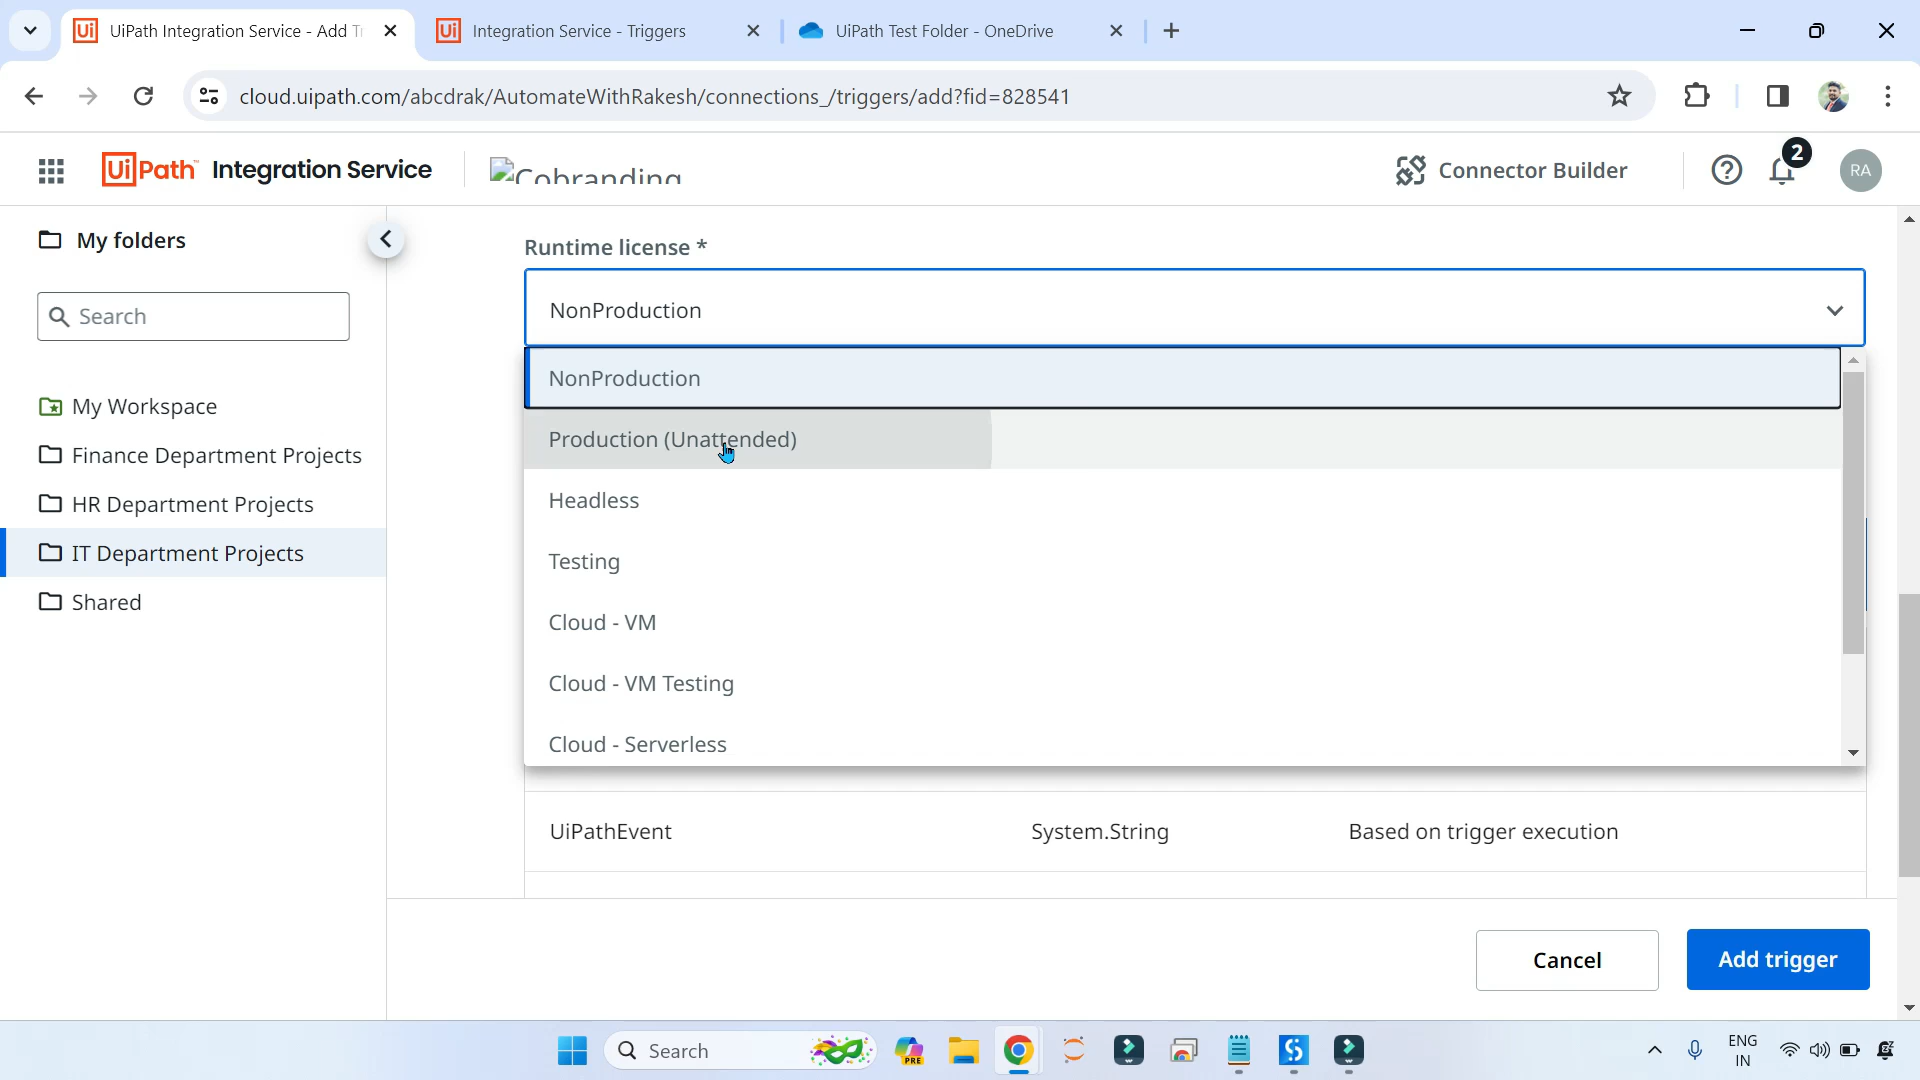 UiPath Integration Service - Add Tr
Integration Service - Triggers
UiPath Test Folder - OneDrive
cloud.uipath.com/abcdrak/AutomateWithRakesh/connections_/triggers/add?fid=828541
UiPath Integration Service
Cobranding
Connector Builder
2
RA
My folders
Search
My Workspace
Finance Department Projects
HR Department Projects
IT Department Projects
Shared
Runtime license *
NonProduction
NonProduction
Production (Unattended)
Headless
Testing
Cloud - VM
Cloud - VM Testing
Cloud - Serverless
UiPathEvent System.String Based on trigger execution
Cancel
Add trigger
Search
PRE
ENG
IN